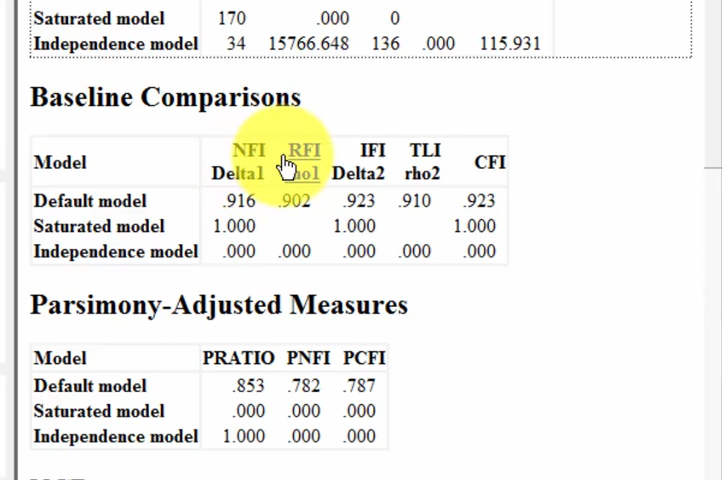 Saturated model 170 .000 0
Independence model 34 15766.648 136 .000 115.931
Baseline Comparisons
Model NFI Delta1 RFI rho1 IFI Delta2 TLI rho2 CFI
Default model .916 .902 .923 .910 .923
Saturated model 1.000 1.000 1.000
Independence model .000 .000 .000 .000 .000
Parsimony-Adjusted Measures
Model PRATIO PNFI PCFI
Default model .853 .782 .787
Saturated model .000 .000 .000
Independence model 1.000 .000 .000